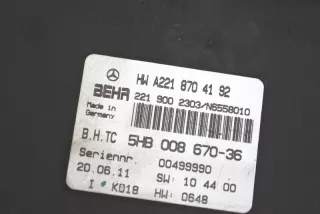 HW A221 870 41 92
BEHR 221 900 2303/N6558010
Made in
Germany
B.H.TC 5HB 008 670-36
Seriennr. 00499990
20.06.11 SW: 10 44 00
I K018 HW: 0648